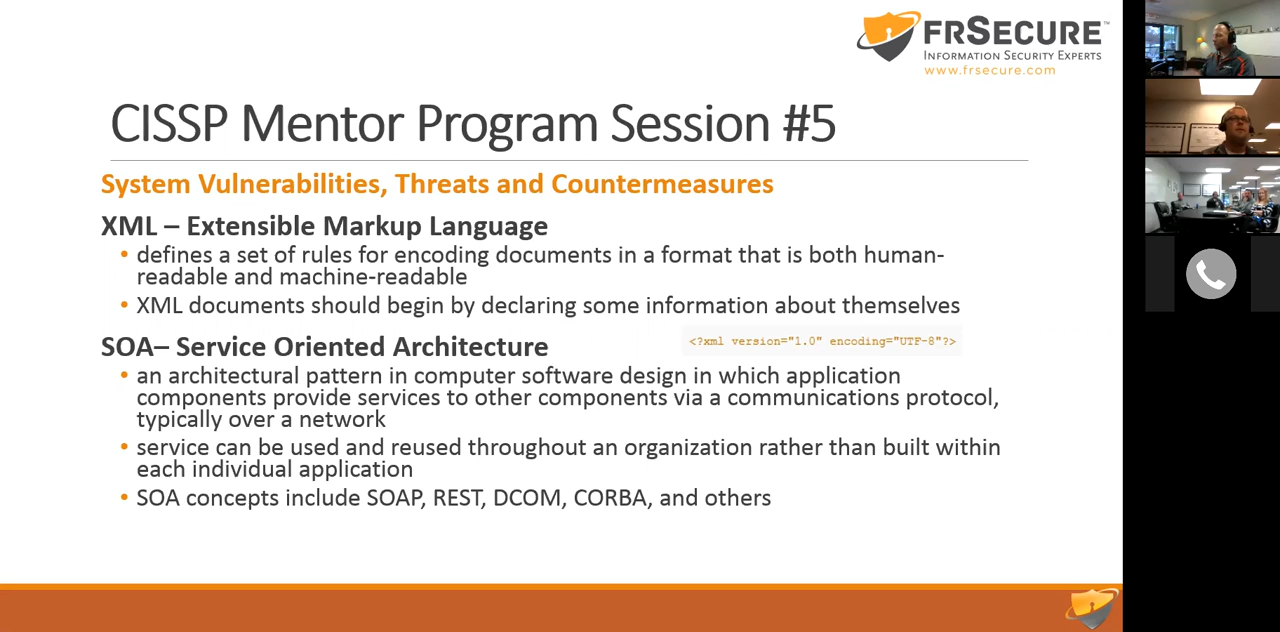 FRSECURE™
INFORMATION SECURITY EXPERTS
www.frsecure.com
CISSP Mentor Program Session #5
System Vulnerabilities, Threats and Countermeasures
XML – Extensible Markup Language
• defines a set of rules for encoding documents in a format that is both human-
readable and machine-readable
• XML documents should begin by declaring some information about themselves
<?xml version="1.0" encoding="UTF-8"?>
SOA– Service Oriented Architecture
• an architectural pattern in computer software design in which application
components provide services to other components via a communications protocol,
typically over a network
• service can be used and reused throughout an organization rather than built within
each individual application
• SOA concepts include SOAP, REST, DCOM, CORBA, and others